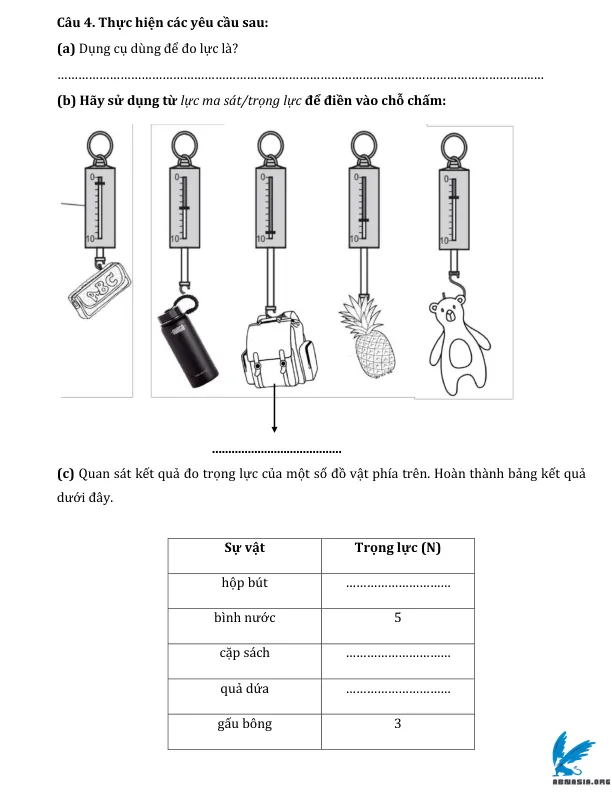 Câu 4. Thực hiện các yêu cầu sau:
(a) Dụng cụ dùng để đo lực là?
................................................................................................................................................
(b) Hãy sử dụng từ lực ma sát/trọng lực để điền vào chỗ chấm:
0 0 0 0 0
10 10 10 10 10
ABC
........................................
(c) Quan sát kết quả đo trọng lực của một số đồ vật phía trên. Hoàn thành bảng kết quả
dưới đây.
Sự vật Trọng lực (N)
hộp bút ..............................
bình nước 5
cặp sách ..............................
quả dứa ..............................
gấu bông 3
ABNASIA.ORG